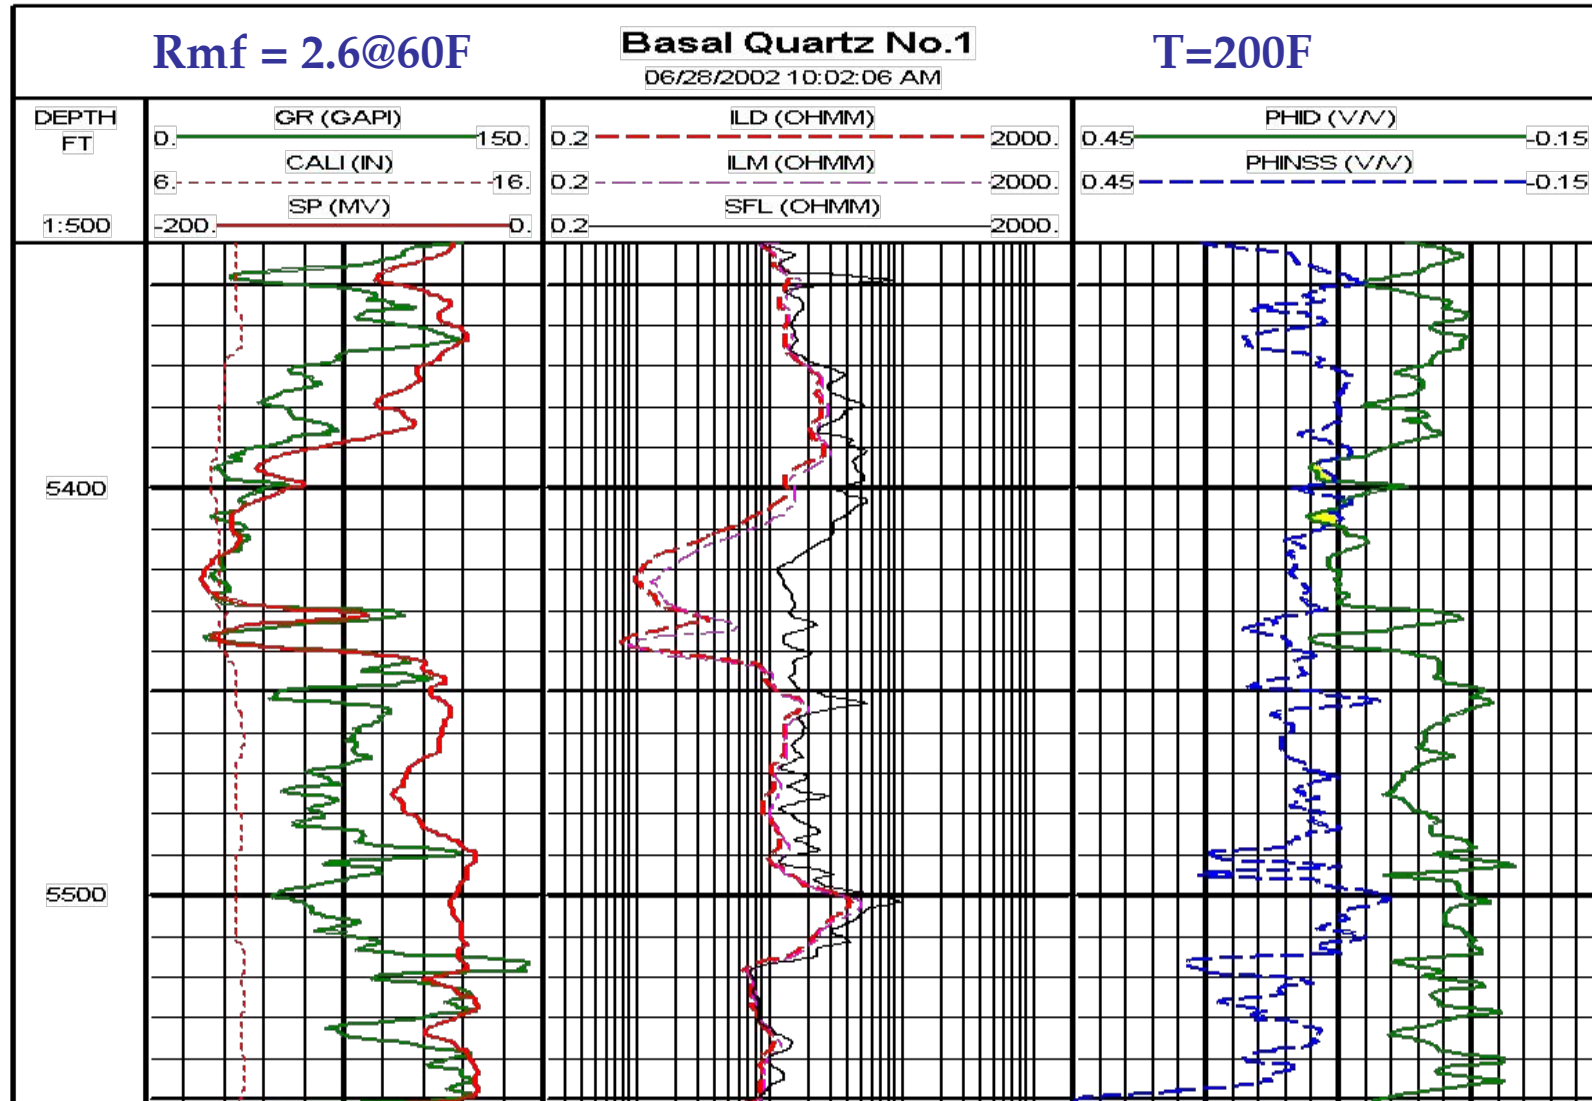 Rmf = 2.6@60F
Basal Quartz No.1
T=200F
06/28/2002 10:02:06 AM
DEPTH
FT
1:500
0. GR (GAPI) 150.
6. CALI (IN) 16.
-200. SP (MV) 0.
0.2 ILD (OHMM) 2000.
0.2 ILM (OHMM) 2000.
0.2 SFL (OHMM) 2000.
0.45 PHID (V/V) -0.15
0.45 PHINSS (V/V) -0.15
5400
5500